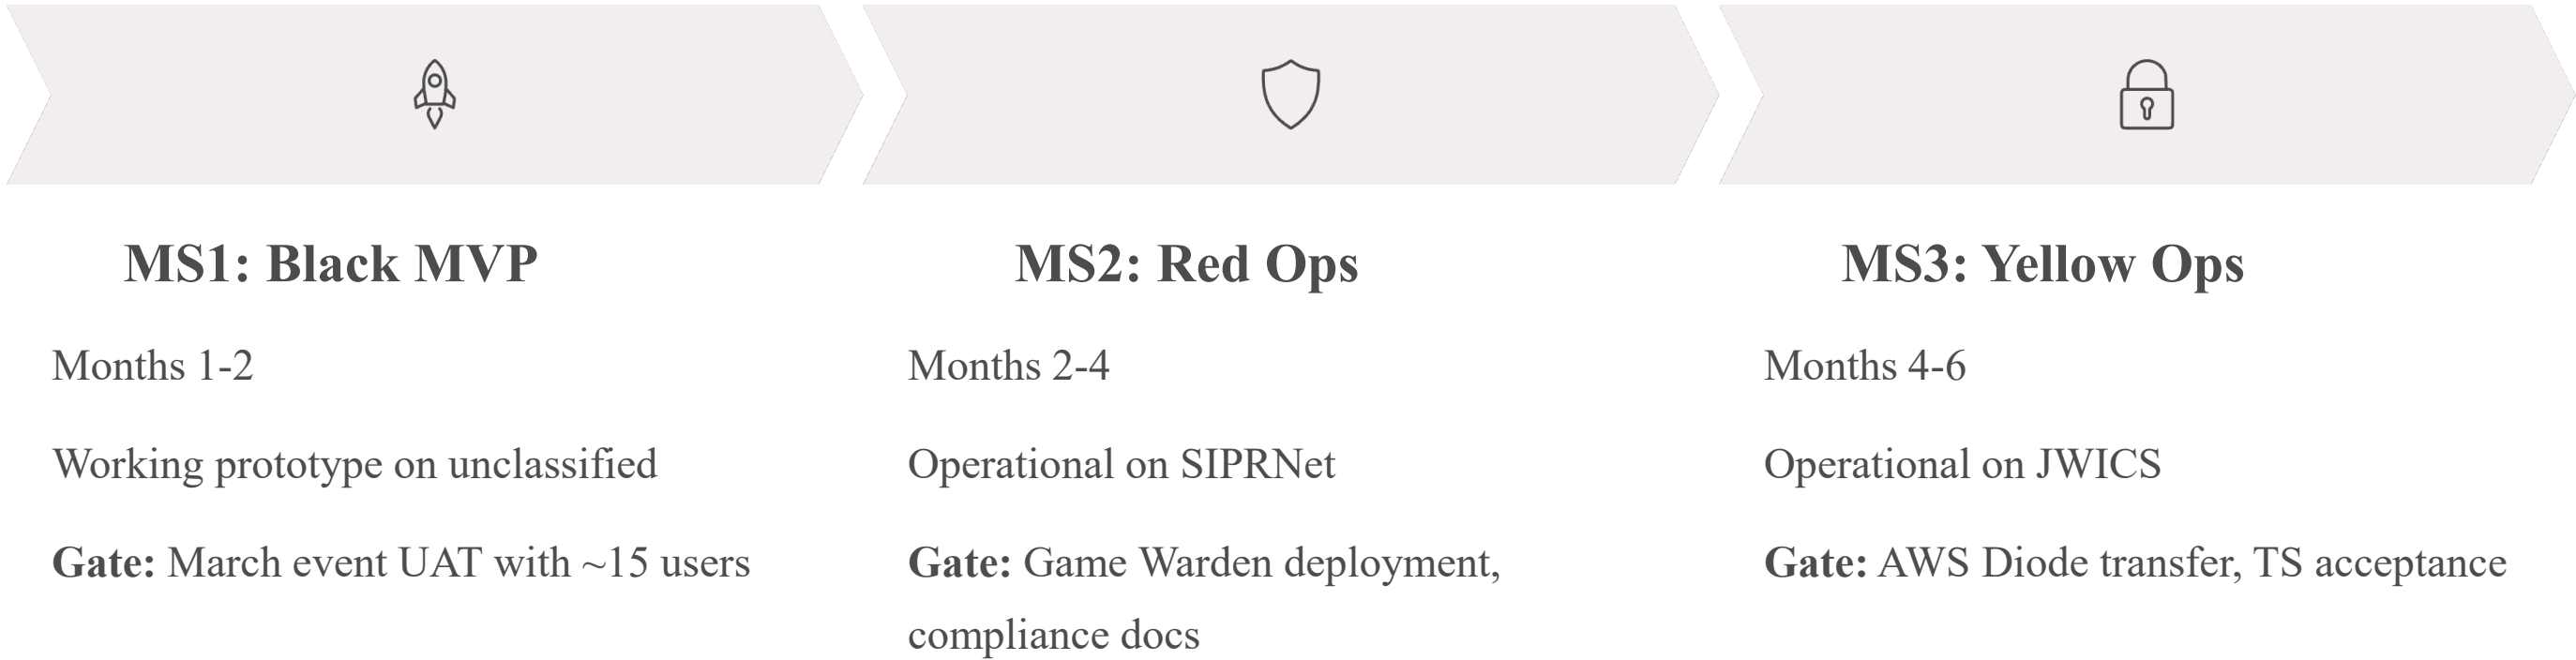 MS1: Black MVP
Months 1-2
Working prototype on unclassified
Gate: March event UAT with ~15 users
MS2: Red Ops
Months 2-4
Operational on SIPRNet
Gate: Game Warden deployment,
compliance docs
MS3: Yellow Ops
Months 4-6
Operational on JWICS
Gate: AWS Diode transfer, TS acceptance